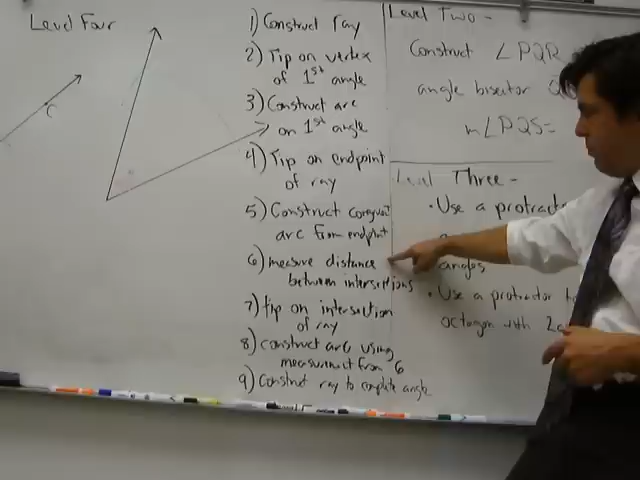 Level Four
C
1) Construct Ray
2) Tip on vertex
of 1st angle
3) Construct arc
on 1st angle
4) Tip on endpoint
of ray
5) Construct congruent
arc from endpoint
6) measure distance
between intersections
7) tip on intersection
of ray
8) construct arc using
measurement from 6
9) construct ray to complete angle
Level Two -
Construct ∠PQR
angle bisector
m∠PQS=
Level Three -
• Use a protractor
angles
• Use a protractor to
octagon with